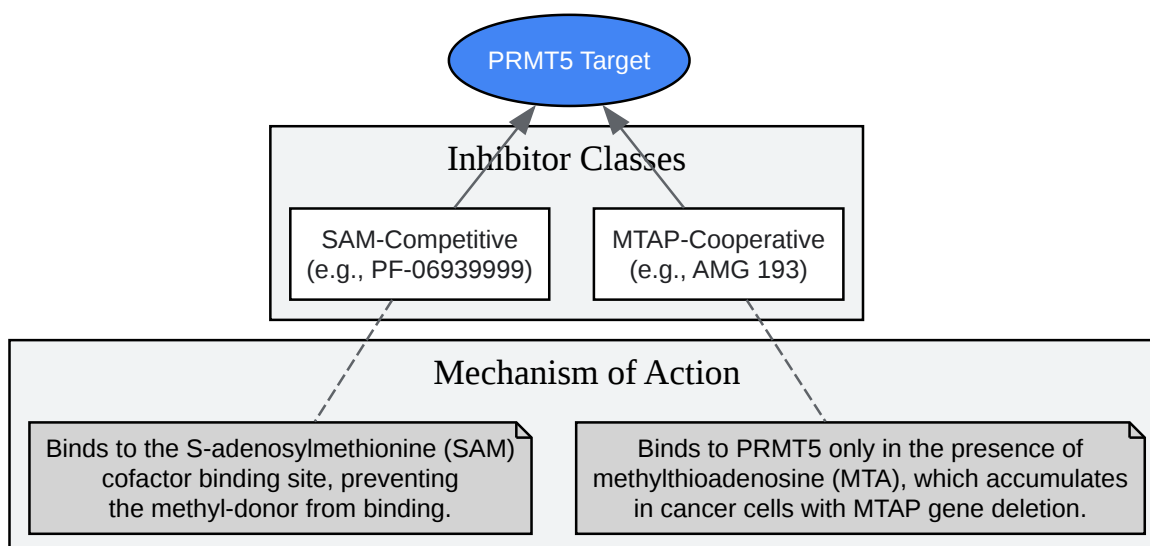 PRMT5 Target
Inhibitor Classes
SAM-Competitive
(e.g., PF-06939999)
MTAP-Cooperative
(e.g., AMG 193)
Mechanism of Action
Binds to the S-adenosylmethionine (SAM)
cofactor binding site, preventing
the methyl-donor from binding.
Binds to PRMT5 only in the presence of
methylthioadenosine (MTA), which accumulates
in cancer cells with MTAP gene deletion.